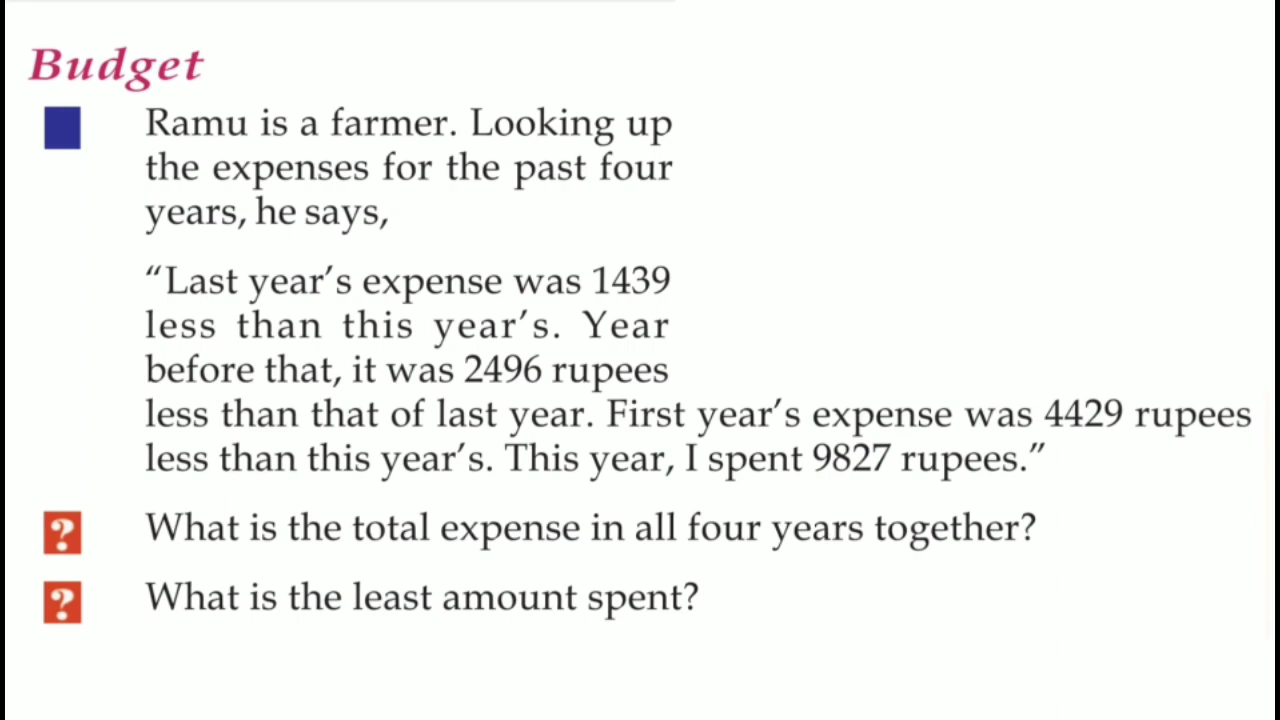 Budget
Ramu is a farmer. Looking up
the expenses for the past four
years, he says,
“Last year’s expense was 1439
less than this year’s. Year
before that, it was 2496 rupees
less than that of last year. First year’s expense was 4429 rupees
less than this year’s. This year, I spent 9827 rupees.”
? What is the total expense in all four years together?
? What is the least amount spent?